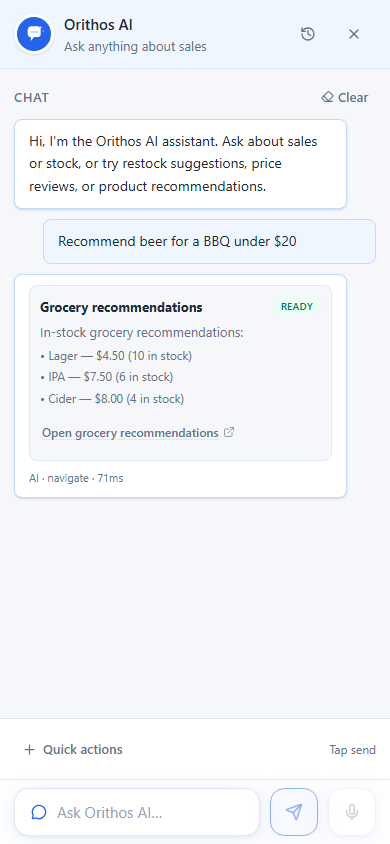 Orithos AI
Ask anything about sales
CHAT
Clear
Hi, I'm the Orithos AI assistant. Ask about sales
or stock, or try restock suggestions, price
reviews, or product recommendations.
Recommend beer for a BBQ under $20
Grocery recommendations
READY
In-stock grocery recommendations:
• Lager — $4.50 (10 in stock)
• IPA — $7.50 (6 in stock)
• Cider — $8.00 (4 in stock)
Open grocery recommendations
AI · navigate · 71ms
Quick actions
Tap send
Ask Orithos AI...